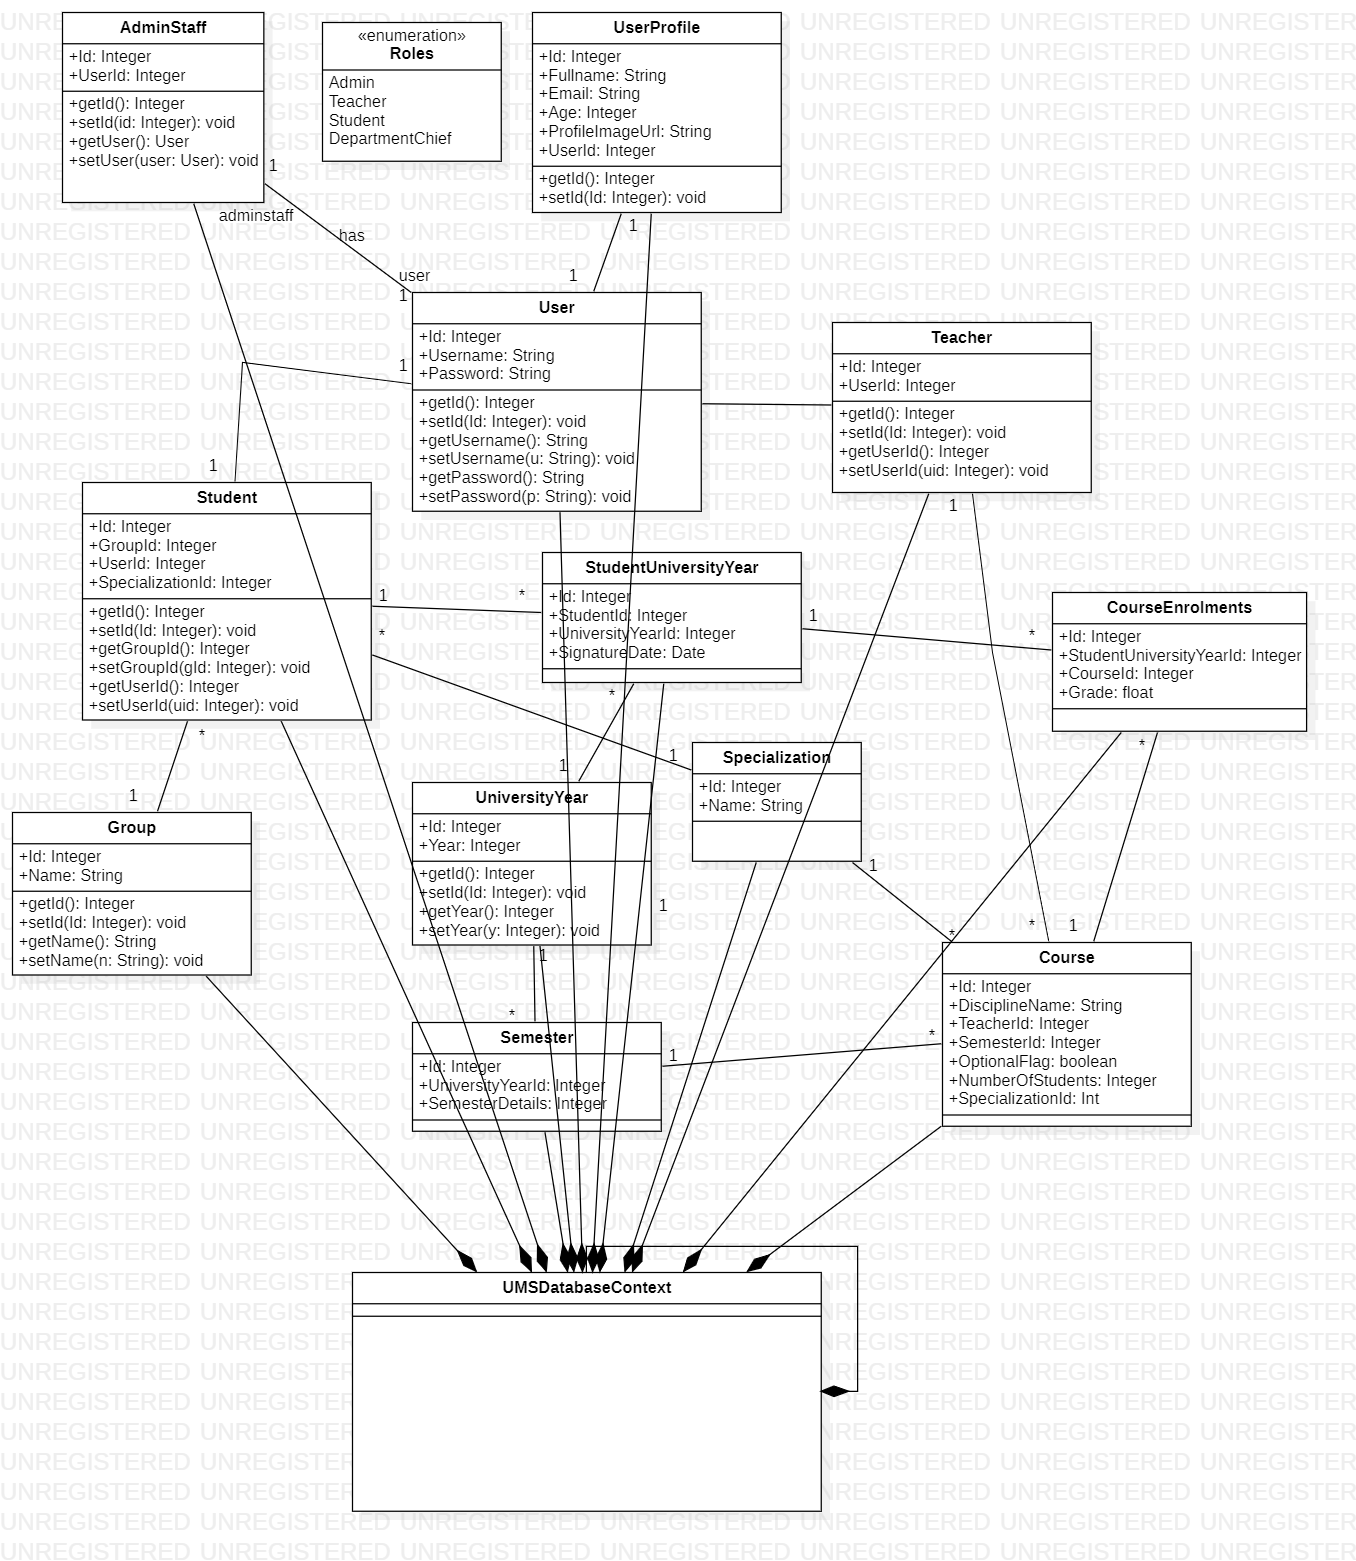 AdminStaff
+Id: Integer
+UserId: Integer
+getId(): Integer
+setId(id: Integer): void
+getUser(): User
+setUser(user: User): void
«enumeration»
Roles
Admin
Teacher
Student
DepartmentChief
UserProfile
+Id: Integer
+Fullname: String
+Email: String
+Age: Integer
+ProfileImageUrl: String
+UserId: Integer
+getId(): Integer
+setId(Id: Integer): void
1
adminstaff
has
user
1
1
1
User
+Id: Integer
+Username: String
+Password: String
+getId(): Integer
+setId(Id: Integer): void
+getUsername(): String
+setUsername(u: String): void
+getPassword(): String
+setPassword(p: String): void
Teacher
+Id: Integer
+UserId: Integer
+getId(): Integer
+setId(Id: Integer): void
+getUserId(): Integer
+setUserId(uid: Integer): void
1
1
1
Student
+Id: Integer
+GroupId: Integer
+UserId: Integer
+SpecializationId: Integer
+getId(): Integer
+setId(Id: Integer): void
+getGroupId(): Integer
+setGroupId(gId: Integer): void
+getUserId(): Integer
+setUserId(uid: Integer): void
1
*
*
StudentUniversityYear
+Id: Integer
+StudentId: Integer
+UniversityYearId: Integer
+SignatureDate: Date
1
*
CourseEnrolments
+Id: Integer
+StudentUniversityYearId: Integer
+CourseId: Integer
+Grade: float
*
1
*
1
*
1
Specialization
+Id: Integer
+Name: String
UniversityYear
+Id: Integer
+Year: Integer
+getId(): Integer
+setId(Id: Integer): void
+getYear(): Integer
+setYear(y: Integer): void
Group
+Id: Integer
+Name: String
+getId(): Integer
+setId(Id: Integer): void
+getName(): String
+setName(n: String): void
1
1
*
*
1
1
*
Semester
+Id: Integer
+UniversityYearId: Integer
+SemesterDetails: Integer
1
*
Course
+Id: Integer
+DisciplineName: String
+TeacherId: Integer
+SemesterId: Integer
+OptionalFlag: boolean
+NumberOfStudents: Integer
+SpecializationId: Int
UMSDatabaseContext
UNREGISTERED